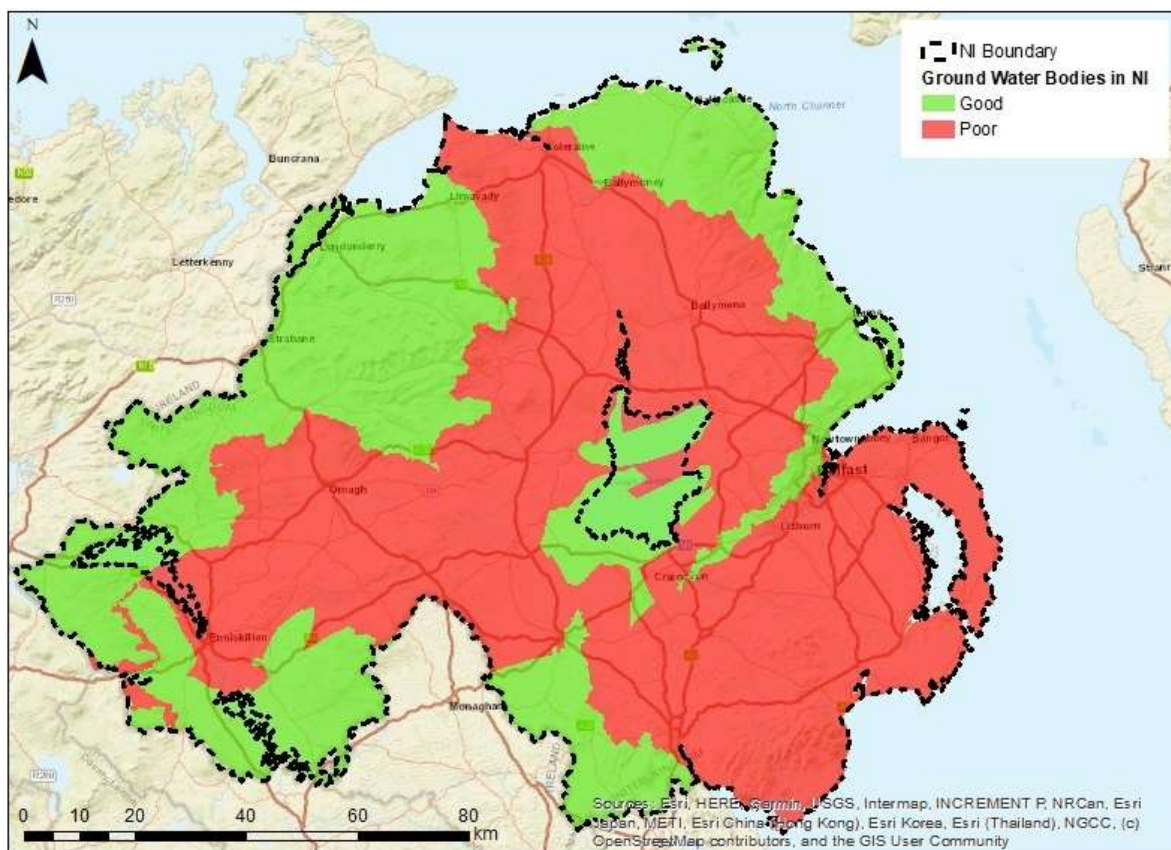 N
NI Boundary
Ground Water Bodies in NI
Good
Poor
North Channel
Buncrana
Coleraine
Limavady
Ballymoney
Londonderry
Letterkenny
Strabane
Ballymena
IRELAND
Newtownabbey
Bangor
Belfast
Omagh
Lisburn
Craigavon
Enniskillen
Monaghan
IRELAND
0 10 20 40 60 80
km
Sources: Esri, HERE, Garmin, USGS, Intermap, INCREMENT P, NRCan, Esri
Japan, METI, Esri China (Hong Kong), Esri Korea, Esri (Thailand), NGCC, (c)
OpenStreetMap contributors, and the GIS User Community